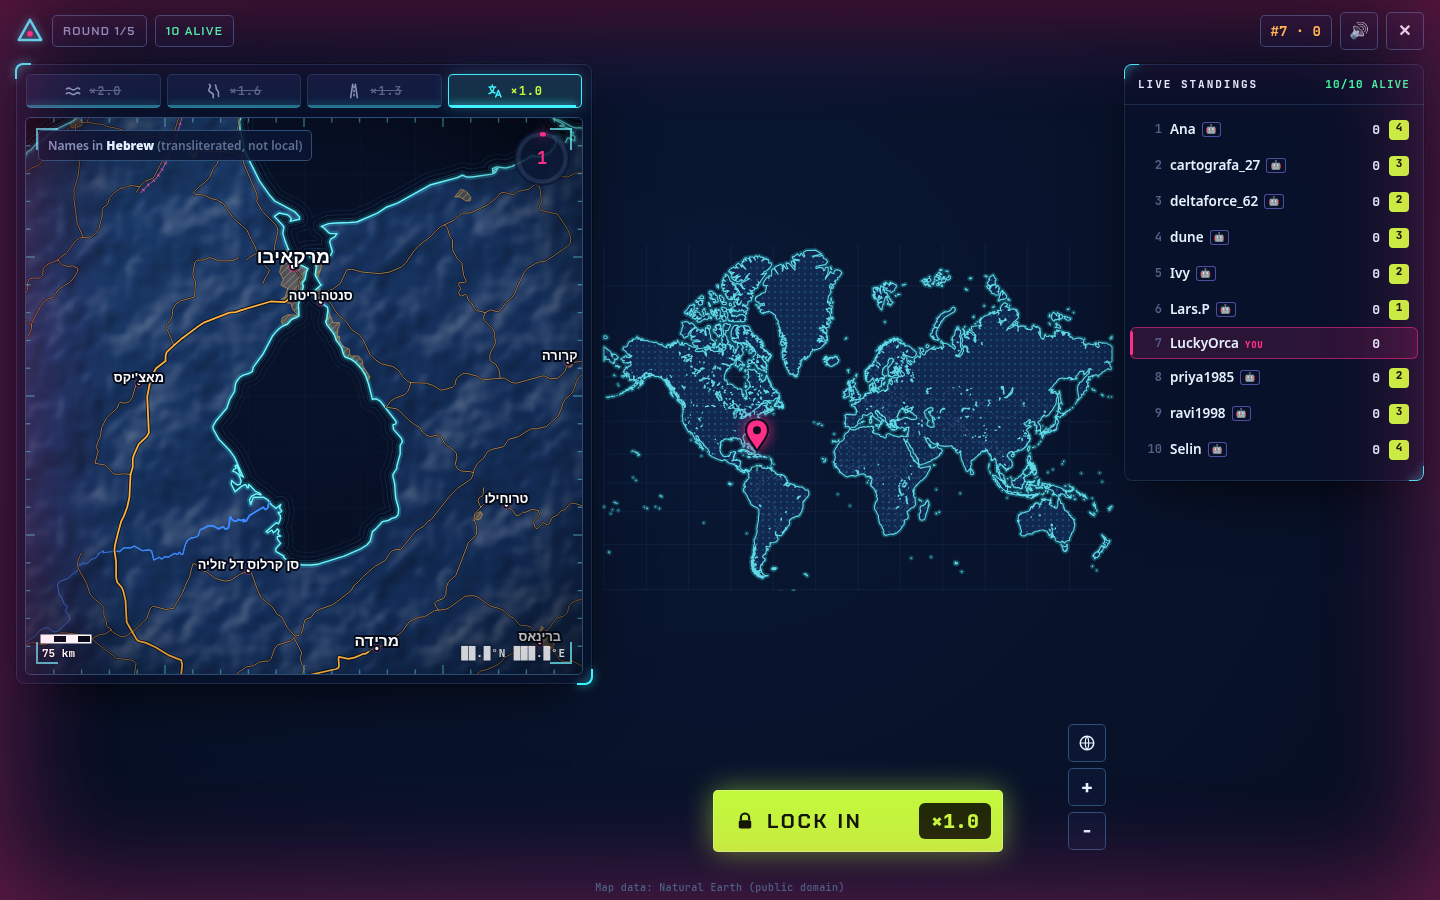 ROUND 1/5
10 ALIVE
#7 · 0
×2.0
×1.6
×1.3
×1.0
Names in Hebrew (transliterated, not local)
1
מרקאיבו
סנטה ריטה
קרורה
מאצ'יקס
טרוחילו
סן קרלוס דל זוליה
מרידה
ברינאס
75 km
°N
°E
LIVE STANDINGS
10/10 ALIVE
1 Ana 0 4
2 cartografa_27 0 3
3 deltaforce_62 0 2
4 dune 0 3
5 Ivy 0 2
6 Lars.P 0 1
7 LuckyOrca YOU 0
8 priya1985 0 2
9 ravi1998 0 3
10 Selin 0 4
+
-
LOCK IN ×1.0
Map data: Natural Earth (public domain)